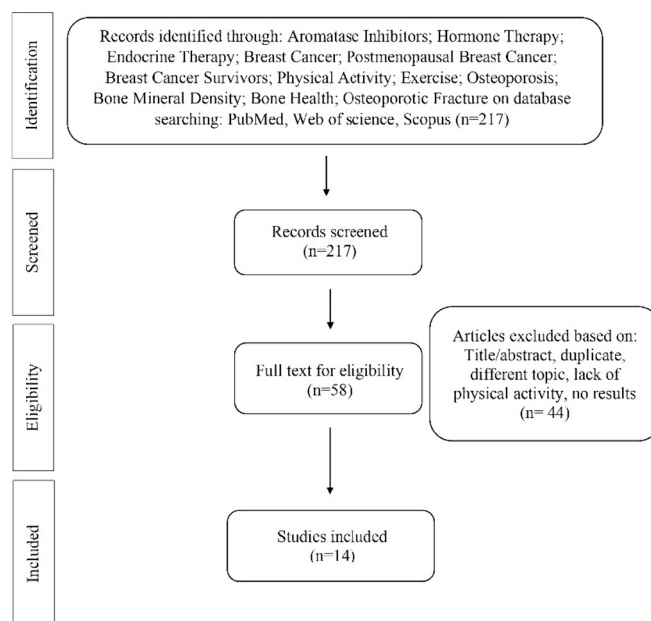 Identification
Records identified through: Aromatase Inhibitors; Hormone Therapy;
Endocrine Therapy; Breast Cancer; Postmenopausal Breast Cancer;
Breast Cancer Survivors; Physical Activity; Exercise; Osteoporosis;
Bone Mineral Density; Bone Health; Osteoporotic Fracture on database
searching: PubMed, Web of science, Scopus (n=217)
Screened
Records screened
(n=217)
Eligibility
Full text for eligibility
(n=58)
Articles excluded based on:
Title/abstract, duplicate,
different topic, lack of
physical activity, no results
(n= 44)
Included
Studies included
(n=14)